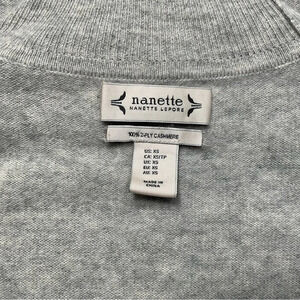 nanette
NANETTE LEPORE
100% 2-PLY CASHMERE
US: XS
CA: XS/TP
UK: XS
EU: XS
AU: XS
MADE IN
CHINA